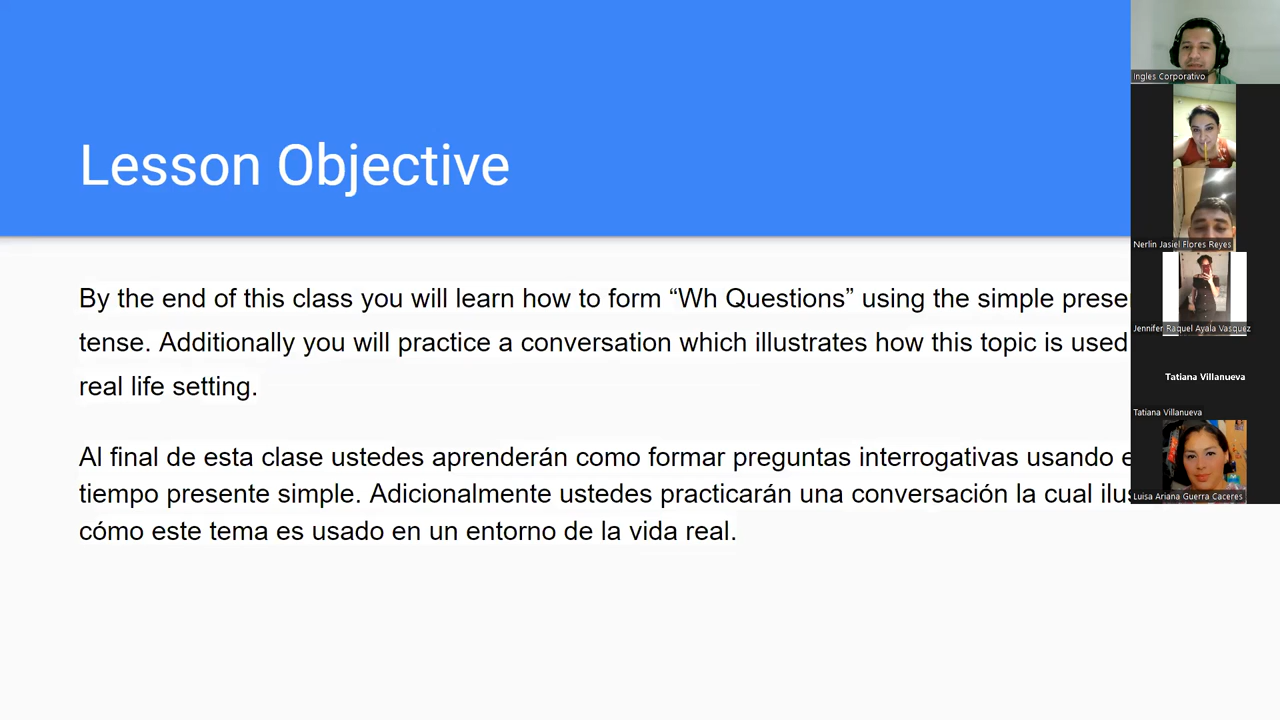 Lesson Objective
By the end of this class you will learn how to form “Wh Questions” using the simple
tense. Additionally you will practice a conversation which illustrates how this topic is used
real life setting.
Al final de esta clase ustedes aprenderán como formar preguntas interrogativas usando
tiempo presente simple. Adicionalmente ustedes practicarán una conversación la cual
cómo este tema es usado en un entorno de la vida real.
Ingles Corporativo
Nerlin Jasiel Flores Reyes
Jennifer Raquel Ayala Vasquez
Tatiana Villanueva
Tatiana Villanueva
Luisa Ariana Guerra Caceres